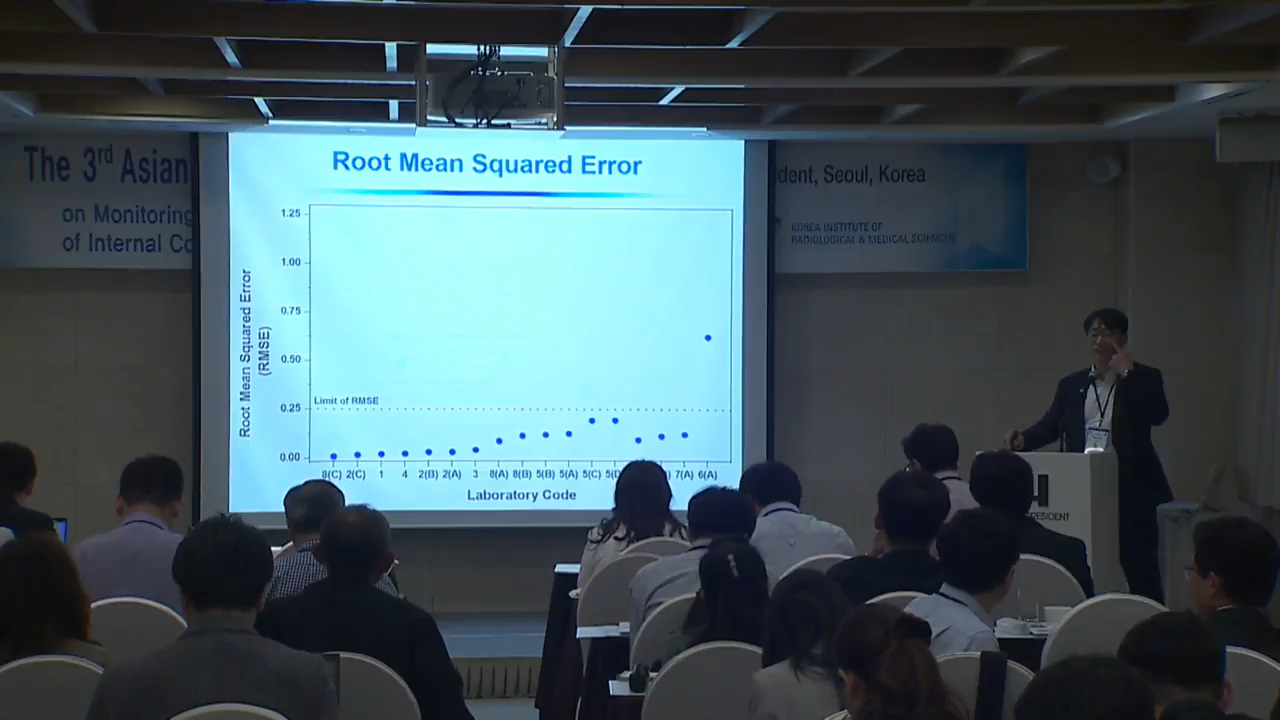 The 3rd Asian
on Monitoring
of Internal Co
dent, Seoul, Korea
KOREA INSTITUTE OF
RADIOLOGICAL & MEDICAL SCIENCES
Root Mean Squared Error
Root Mean Squared Error
(RMSE)
1.25
1.00
0.75
0.50
0.25
0.00
Limit of RMSE
8(C) 2(C) 1 4 2(B) 2(A) 3 8(A) 8(B) 5(B) 5(A) 5(C) 7(A) 6(A)
Laboratory Code
H
PRESIDENT